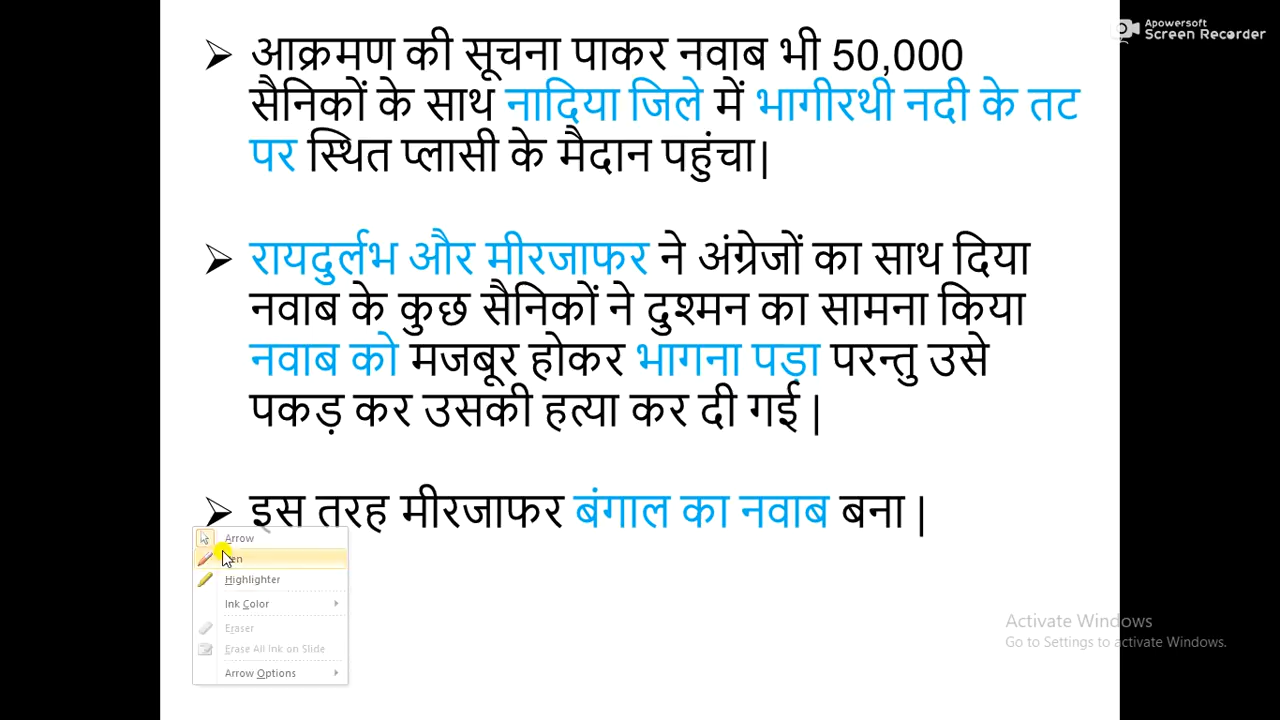 Apowersoft
Screen Recorder
➢ आक्रमण की सूचना पाकर नवाब भी 50,000
सैनिकों के साथ नादिया जिले में भागीरथी नदी के तट
पर स्थित प्लासी के मैदान पहुंचा|
➢ रायदुर्लभ और मीरजाफर ने अंग्रेजों का साथ दिया
नवाब के कुछ सैनिकों ने दुश्मन का सामना किया
नवाब को मजबूर होकर भागना पड़ा परन्तु उसे
पकड़ कर उसकी हत्या कर दी गई |
➢ इस तरह मीरजाफर बंगाल का नवाब बना |
Arrow
Highlighter
Ink Color
Eraser
Erase All Ink on Slide
Arrow Options
Activate Windows
Go to Settings to activate Windows.